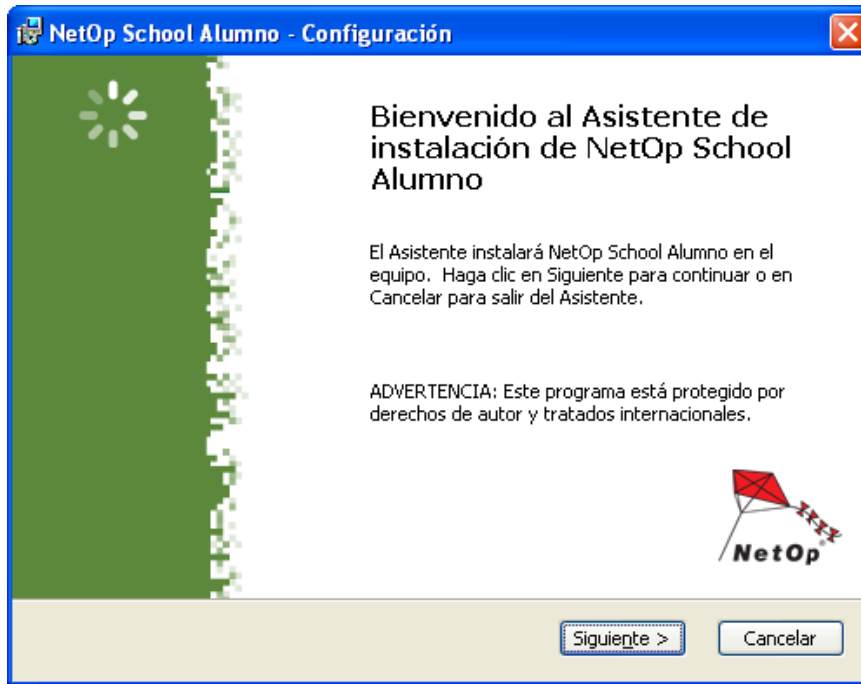 NetOp School Alumno - Configuración
Bienvenido al Asistente de
instalación de NetOp School
Alumno
El Asistente instalará NetOp School Alumno en el
equipo.  Haga clic en Siguiente para continuar o en
Cancelar para salir del Asistente.
ADVERTENCIA: Este programa está protegido por
derechos de autor y tratados internacionales.
NetOp®
Siguiente >
Cancelar